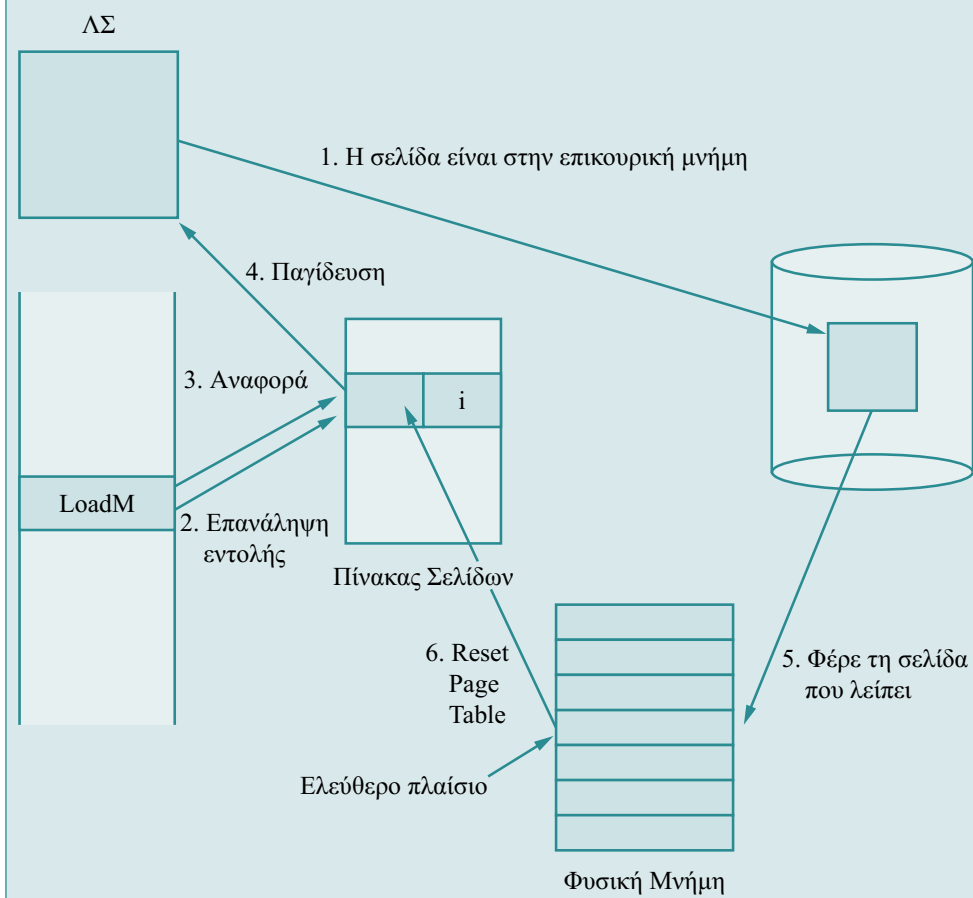 ΛΣ
1. Η σελίδα είναι στην επικουρική μνήμη
4. Παγίδευση
3. Αναφορά
i
LoadM
2. Επανάληψη
εντολής
Πίνακας Σελίδων
6. Reset
Page
Table
5. Φέρε τη σελίδα
που λείπει
Ελεύθερο πλαίσιο
Φυσική Μνήμη